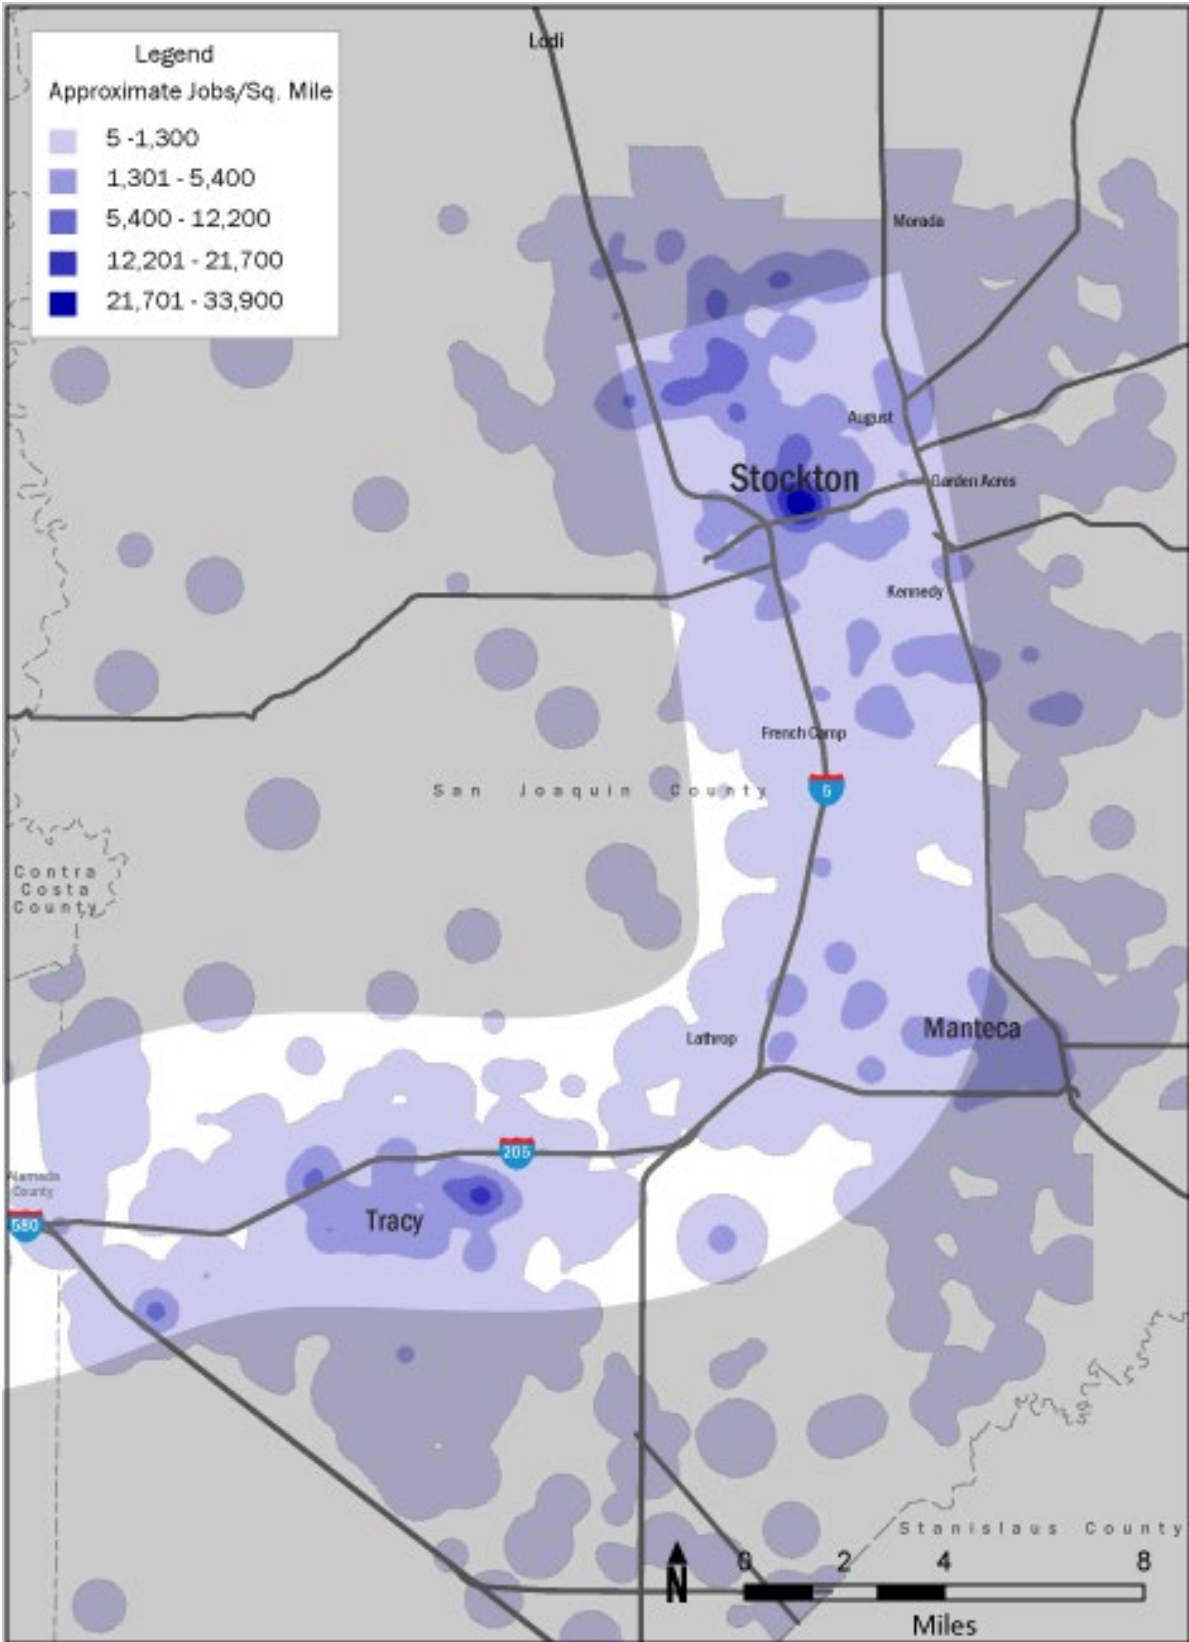 Legend
Approximate Jobs/Sq. Mile
5 -1,300
1,301 - 5,400
5,400 - 12,200
12,201 - 21,700
21,701 - 33,900
Lodi
Morada
August
Stockton
Garden Acres
Kennedy
French Camp
San Joaquin County
5
Contra
Costa
County
Manteca
Lathrop
205
Alameda
County
580
Tracy
Stanislaus County
0 2 4 8
N
Miles